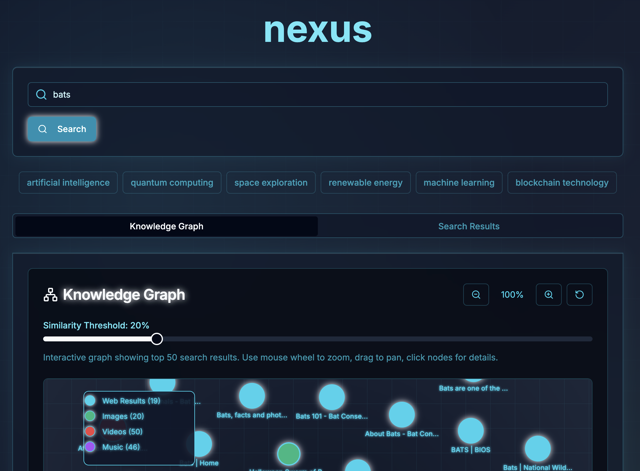 nexus
bats
Search
artificial intelligence
quantum computing
space exploration
renewable energy
machine learning
blockchain technology
Knowledge Graph
Search Results
Knowledge Graph
100%
Similarity Threshold: 20%
Interactive graph showing top 50 search results. Use mouse wheel to zoom, drag to pan, click nodes for details.
Bats are one of the ...
Web Results (19)
Images (20)
Videos (50)
Music (46)
Bats, facts and phot...
Bats 101 - Bat Conse...
About Bats - Bat Con...
BATS | BIOS
| Home
Bats | National Wild...